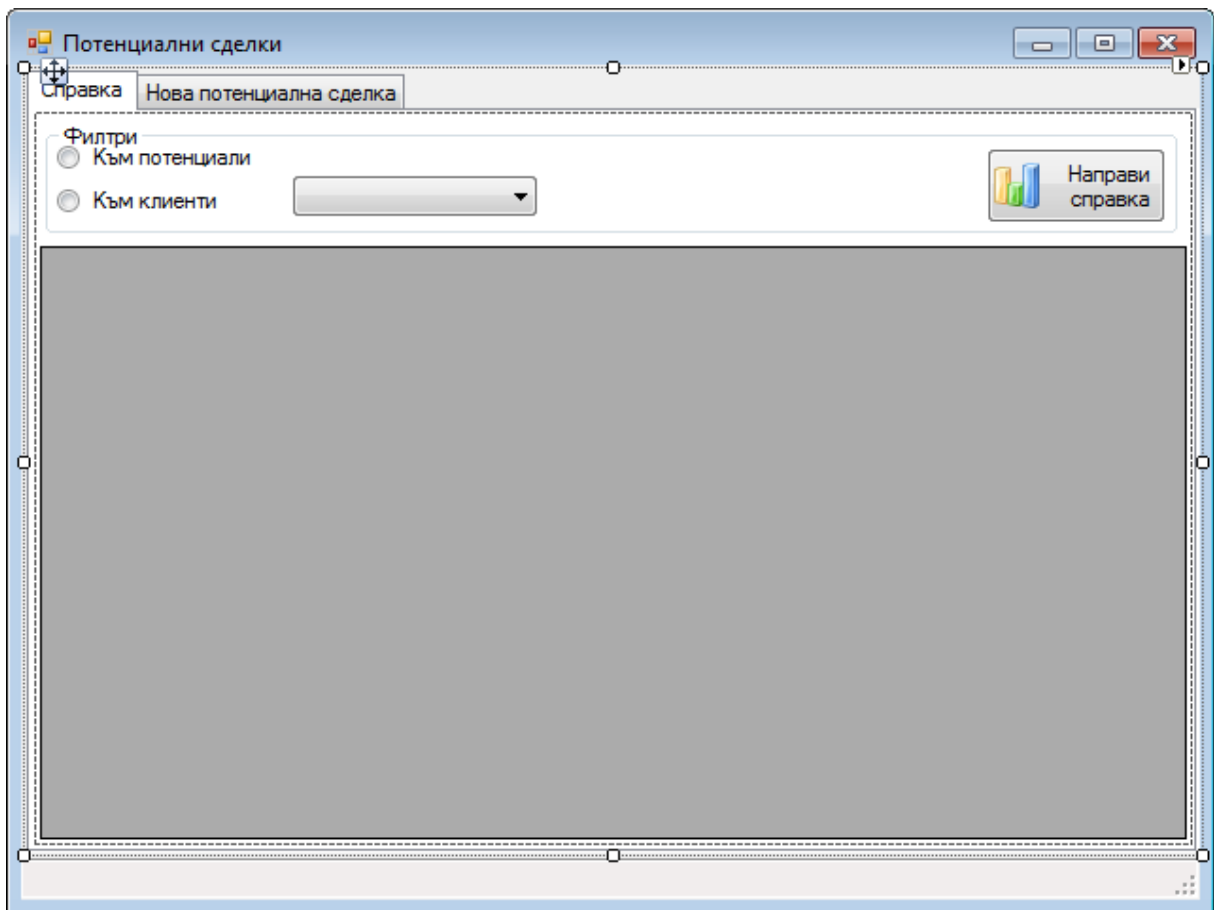 Потенциални сделки
Справка
Нова потенциална сделка
Филтри
Към потенциали
Към клиенти
Направи
справка